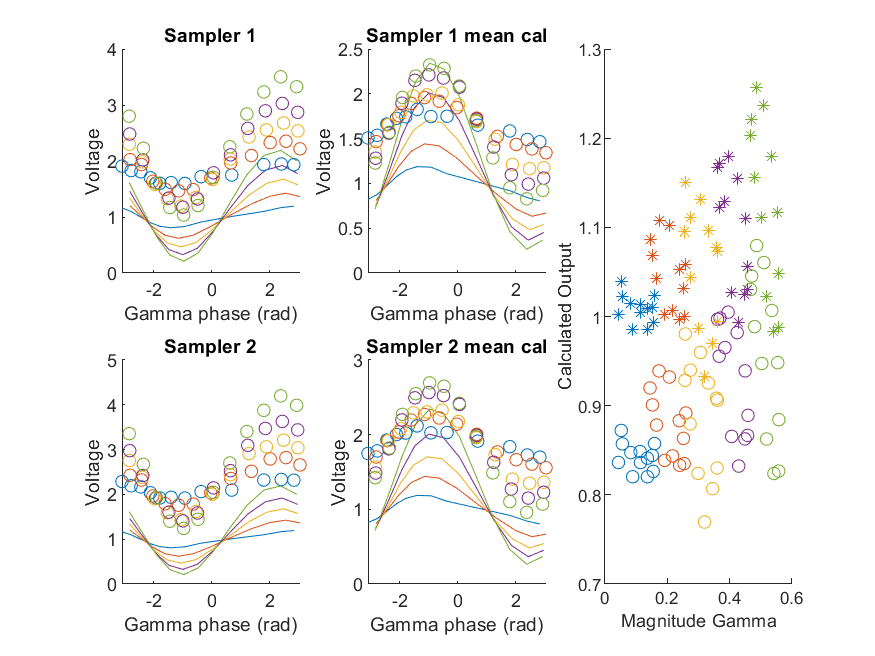 Sampler 1
4
3
2
1
0
Voltage
-2 0 2
Gamma phase (rad)
Sampler 1 mean cal
2.5
2
1.5
1
0.5
0
Voltage
-2 0 2
Gamma phase (rad)
Sampler 2
5
4
3
2
1
0
Voltage
-2 0 2
Gamma phase (rad)
Sampler 2 mean cal
3
2
1
0
Voltage
-2 0 2
Gamma phase (rad)
1.3
1.2
1.1
1
0.9
0.8
0.7
Calculated Output
0 0.2 0.4 0.6
Magnitude Gamma